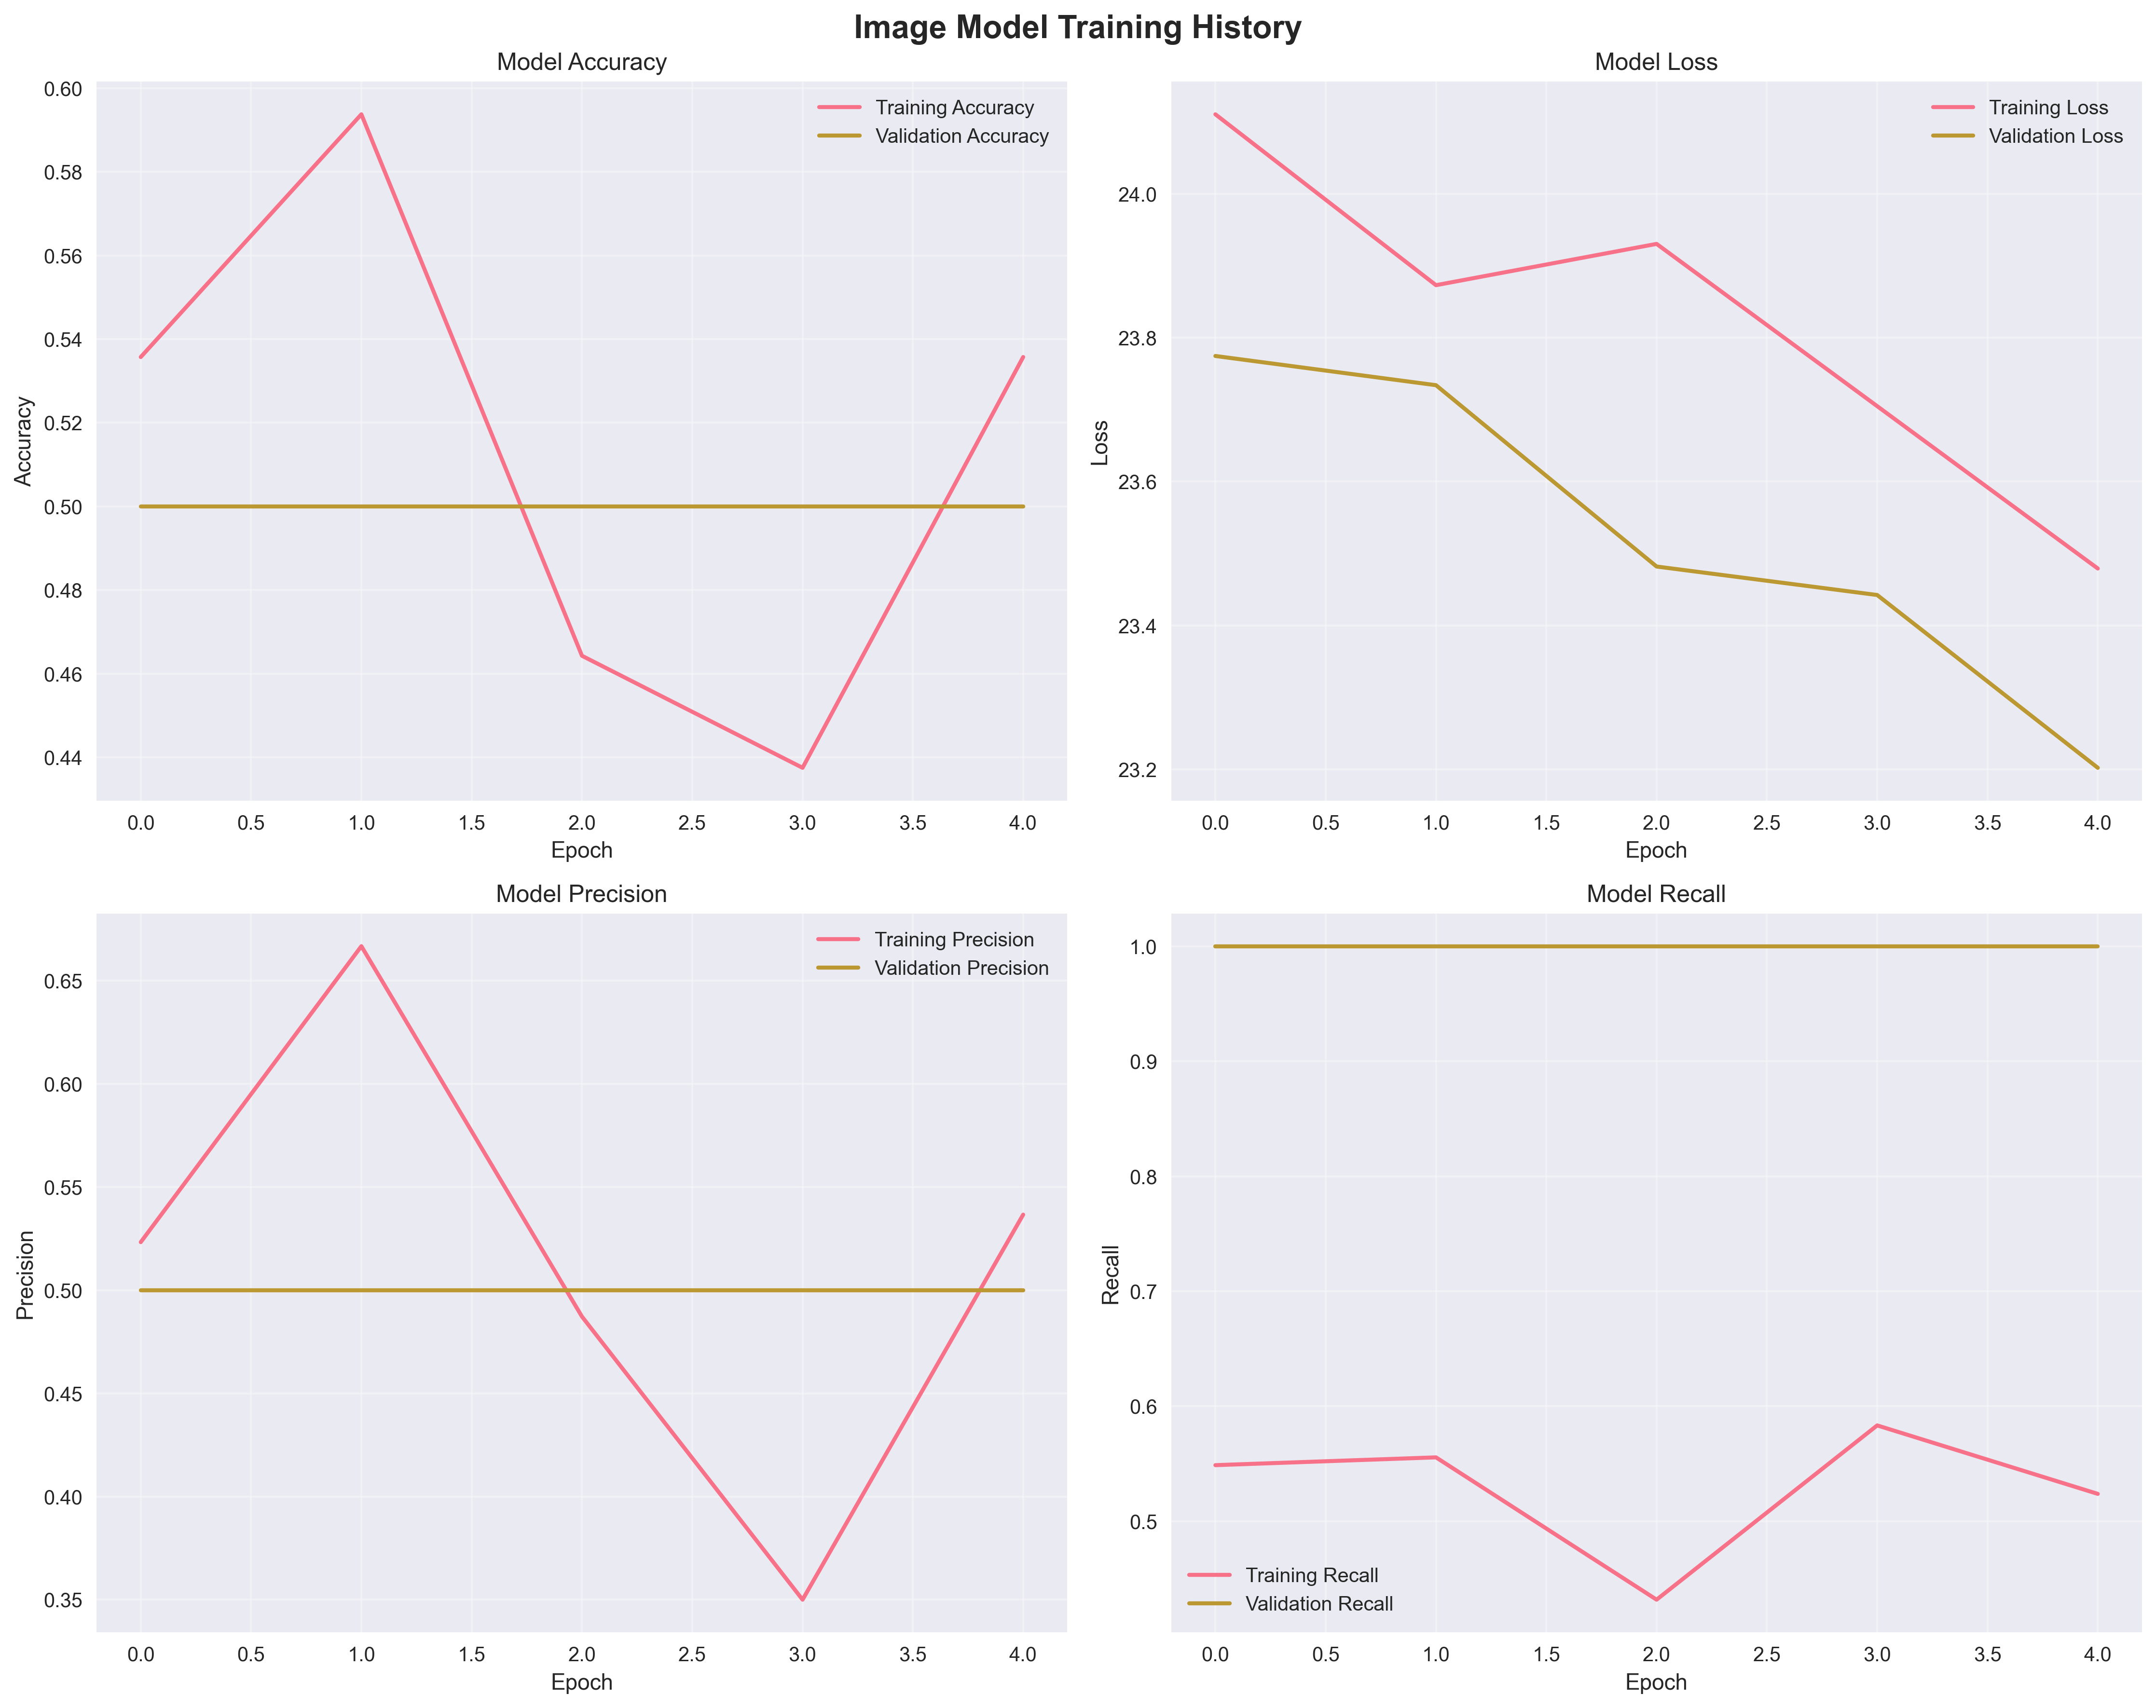 Image Model Training History
Model Accuracy
Training Accuracy
Validation Accuracy
0.60
0.58
0.56
0.54
0.52
0.50
0.48
0.46
0.44
Accuracy
0.0 0.5 1.0 1.5 2.0 2.5 3.0 3.5 4.0
Epoch
Model Loss
Training Loss
Validation Loss
24.0
23.8
23.6
23.4
23.2
Loss
0.0 0.5 1.0 1.5 2.0 2.5 3.0 3.5 4.0
Epoch
Model Precision
Training Precision
Validation Precision
0.65
0.60
0.55
0.50
0.45
0.40
0.35
Precision
0.0 0.5 1.0 1.5 2.0 2.5 3.0 3.5 4.0
Epoch
Model Recall
1.0
0.9
0.8
0.7
0.6
0.5
Recall
Training Recall
Validation Recall
0.0 0.5 1.0 1.5 2.0 2.5 3.0 3.5 4.0
Epoch